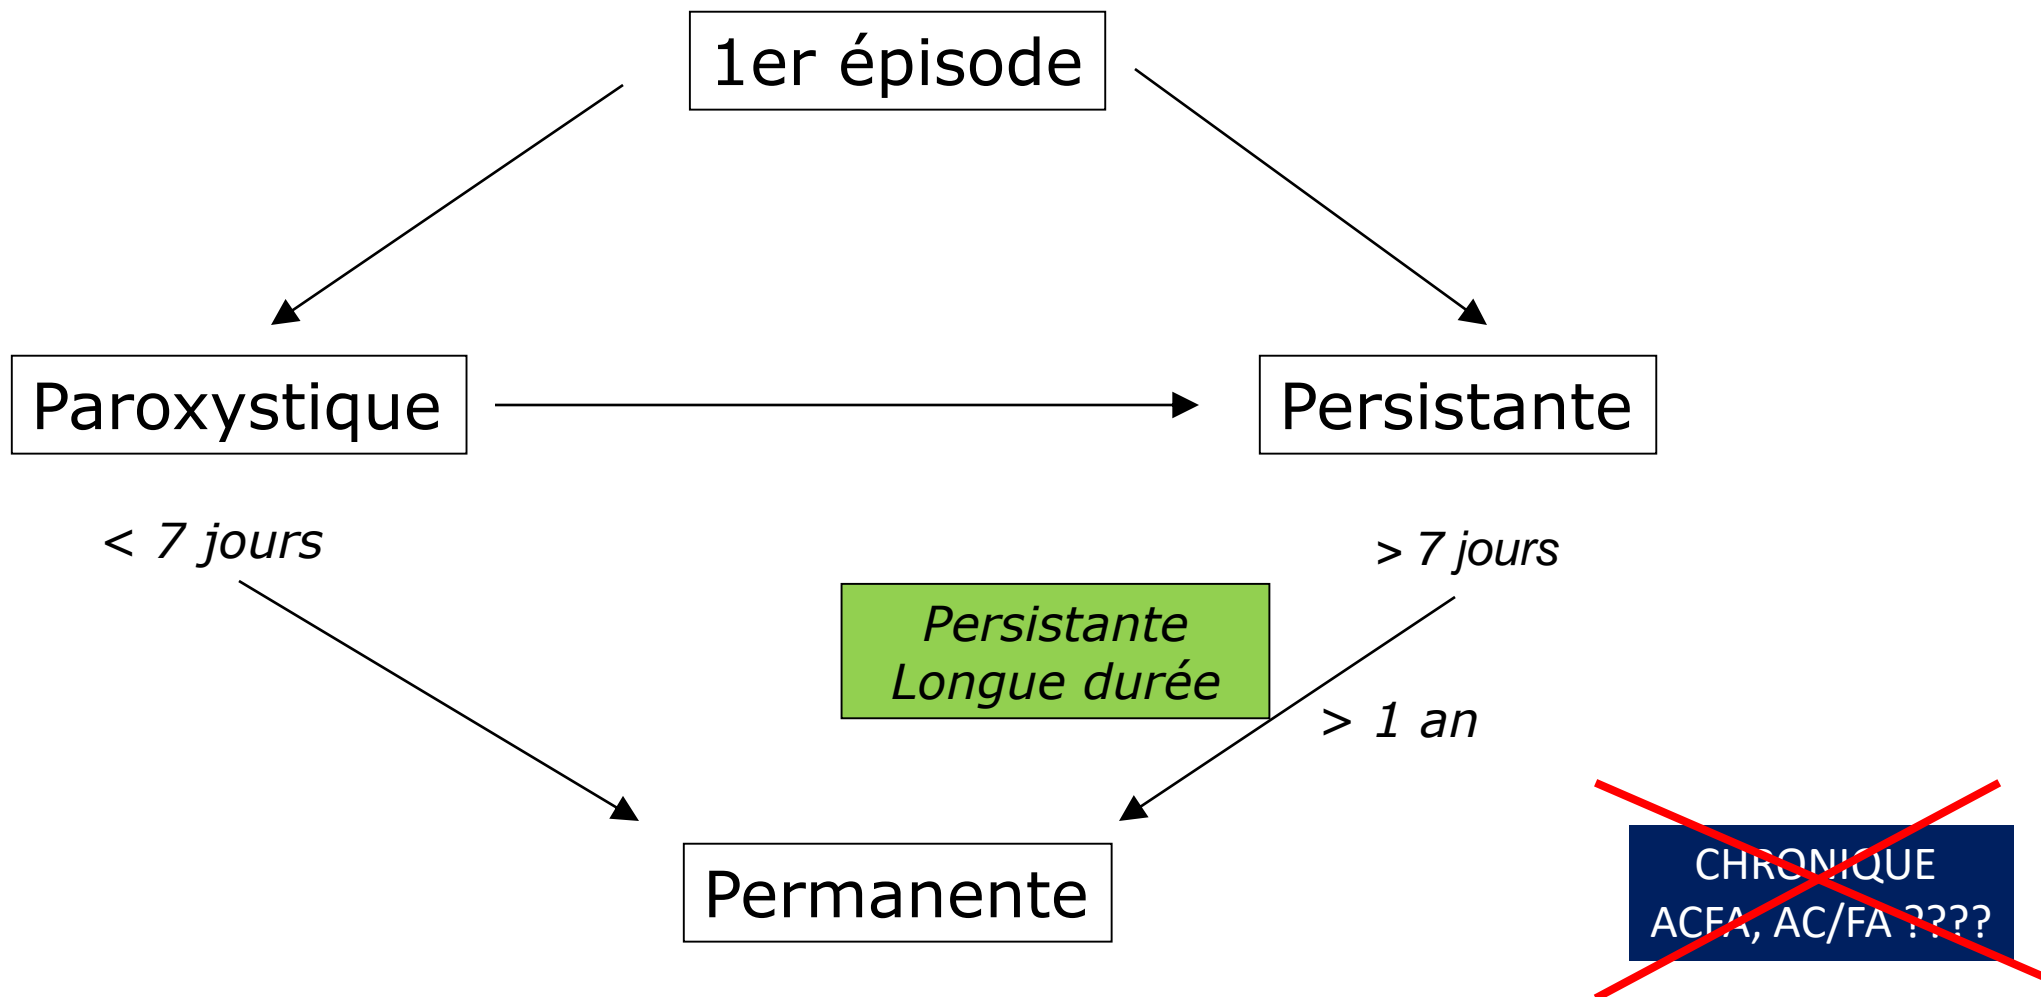 1er épisode
Paroxystique
Persistante
< 7 jours
> 7 jours
Persistante
Longue durée
> 1 an
Permanente
CHRONIQUE
ACFA, AC/FA ????